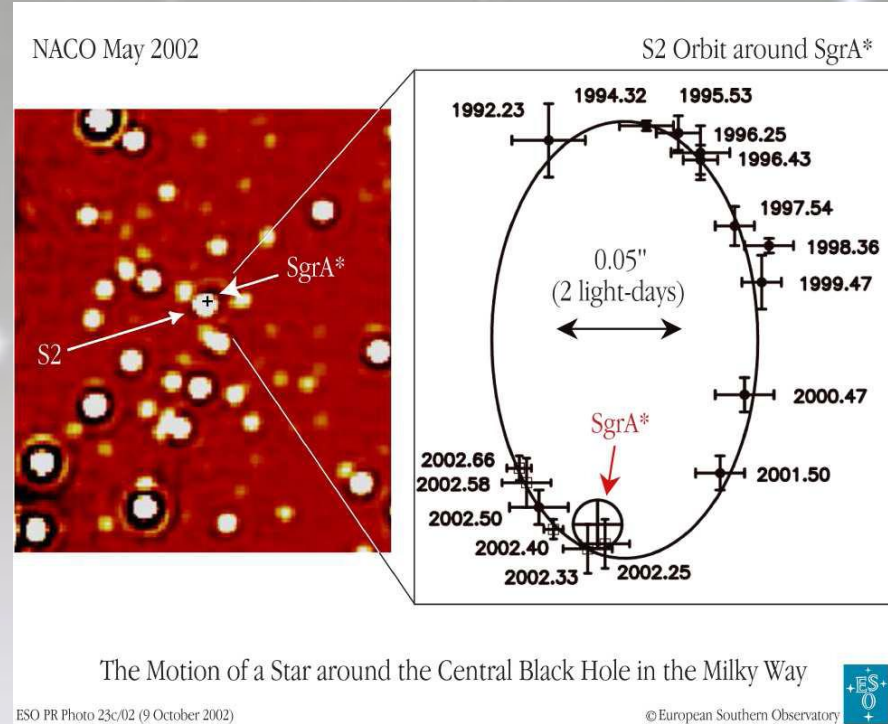 NACO May 2002
S2 Orbit around SgrA*
1992.23
1994.32
1995.53
1996.25
1996.43
1997.54
1998.36
1999.47
2000.47
2001.50
0.05"
(2 light-days)
SgrA*
S2
SgrA*
2002.66
2002.58
2002.50
2002.40
2002.33
2002.25
The Motion of a Star around the Central Black Hole in the Milky Way
ESO PR Photo 23c/02 (9 October 2002)
© European Southern Observatory
ESO